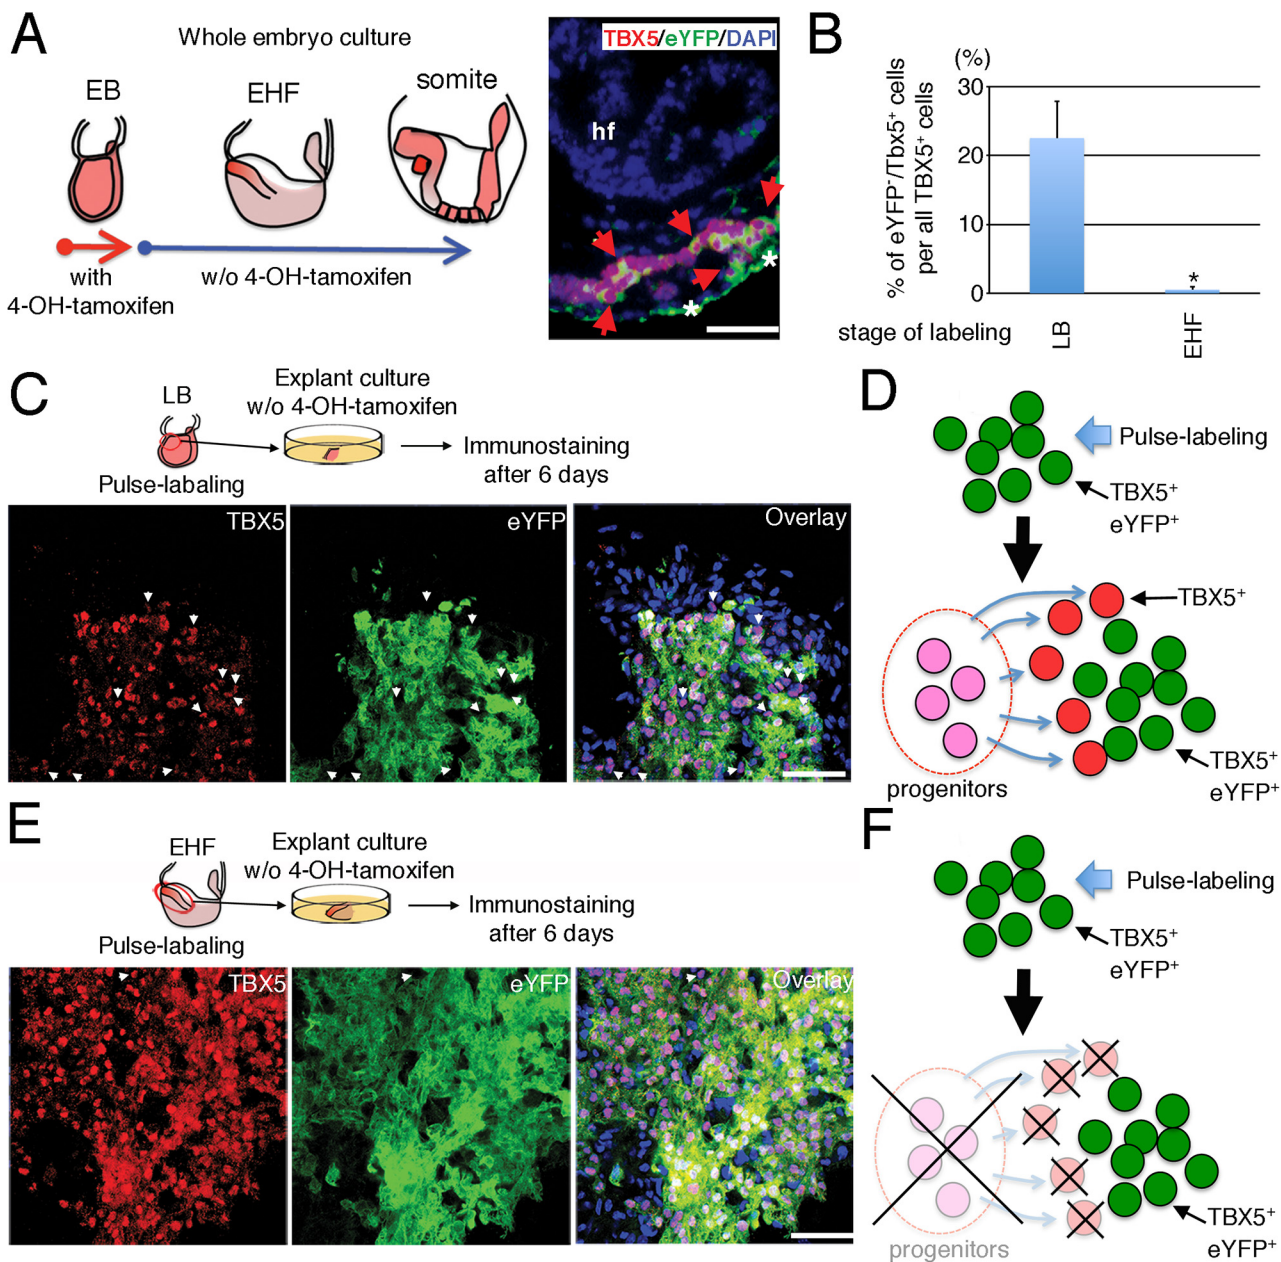 A
Whole embryo culture
EB
EHF
somite
with
4-OH-tamoxifen
w/o 4-OH-tamoxifen
TBX5/eYFP/DAPI
hf
*
*
B
(%)
% of eYFP-/Tbx5+ cells
per all TBX5+ cells
30
20
10
0
*
stage of labeling
LB
EHF
C
LB
Explant culture
w/o 4-OH-tamoxifen
Immunostaining
after 6 days
Pulse-labaling
TBX5
eYFP
Overlay
D
Pulse-labeling
TBX5+
eYFP+
TBX5+
progenitors
TBX5+
eYFP+
E
EHF
Explant culture
w/o 4-OH-tamoxifen
Immunostaining
after 6 days
Pulse-labaling
TBX5
eYFP
Overlay
F
Pulse-labeling
TBX5+
eYFP+
progenitors
TBX5+
eYFP+